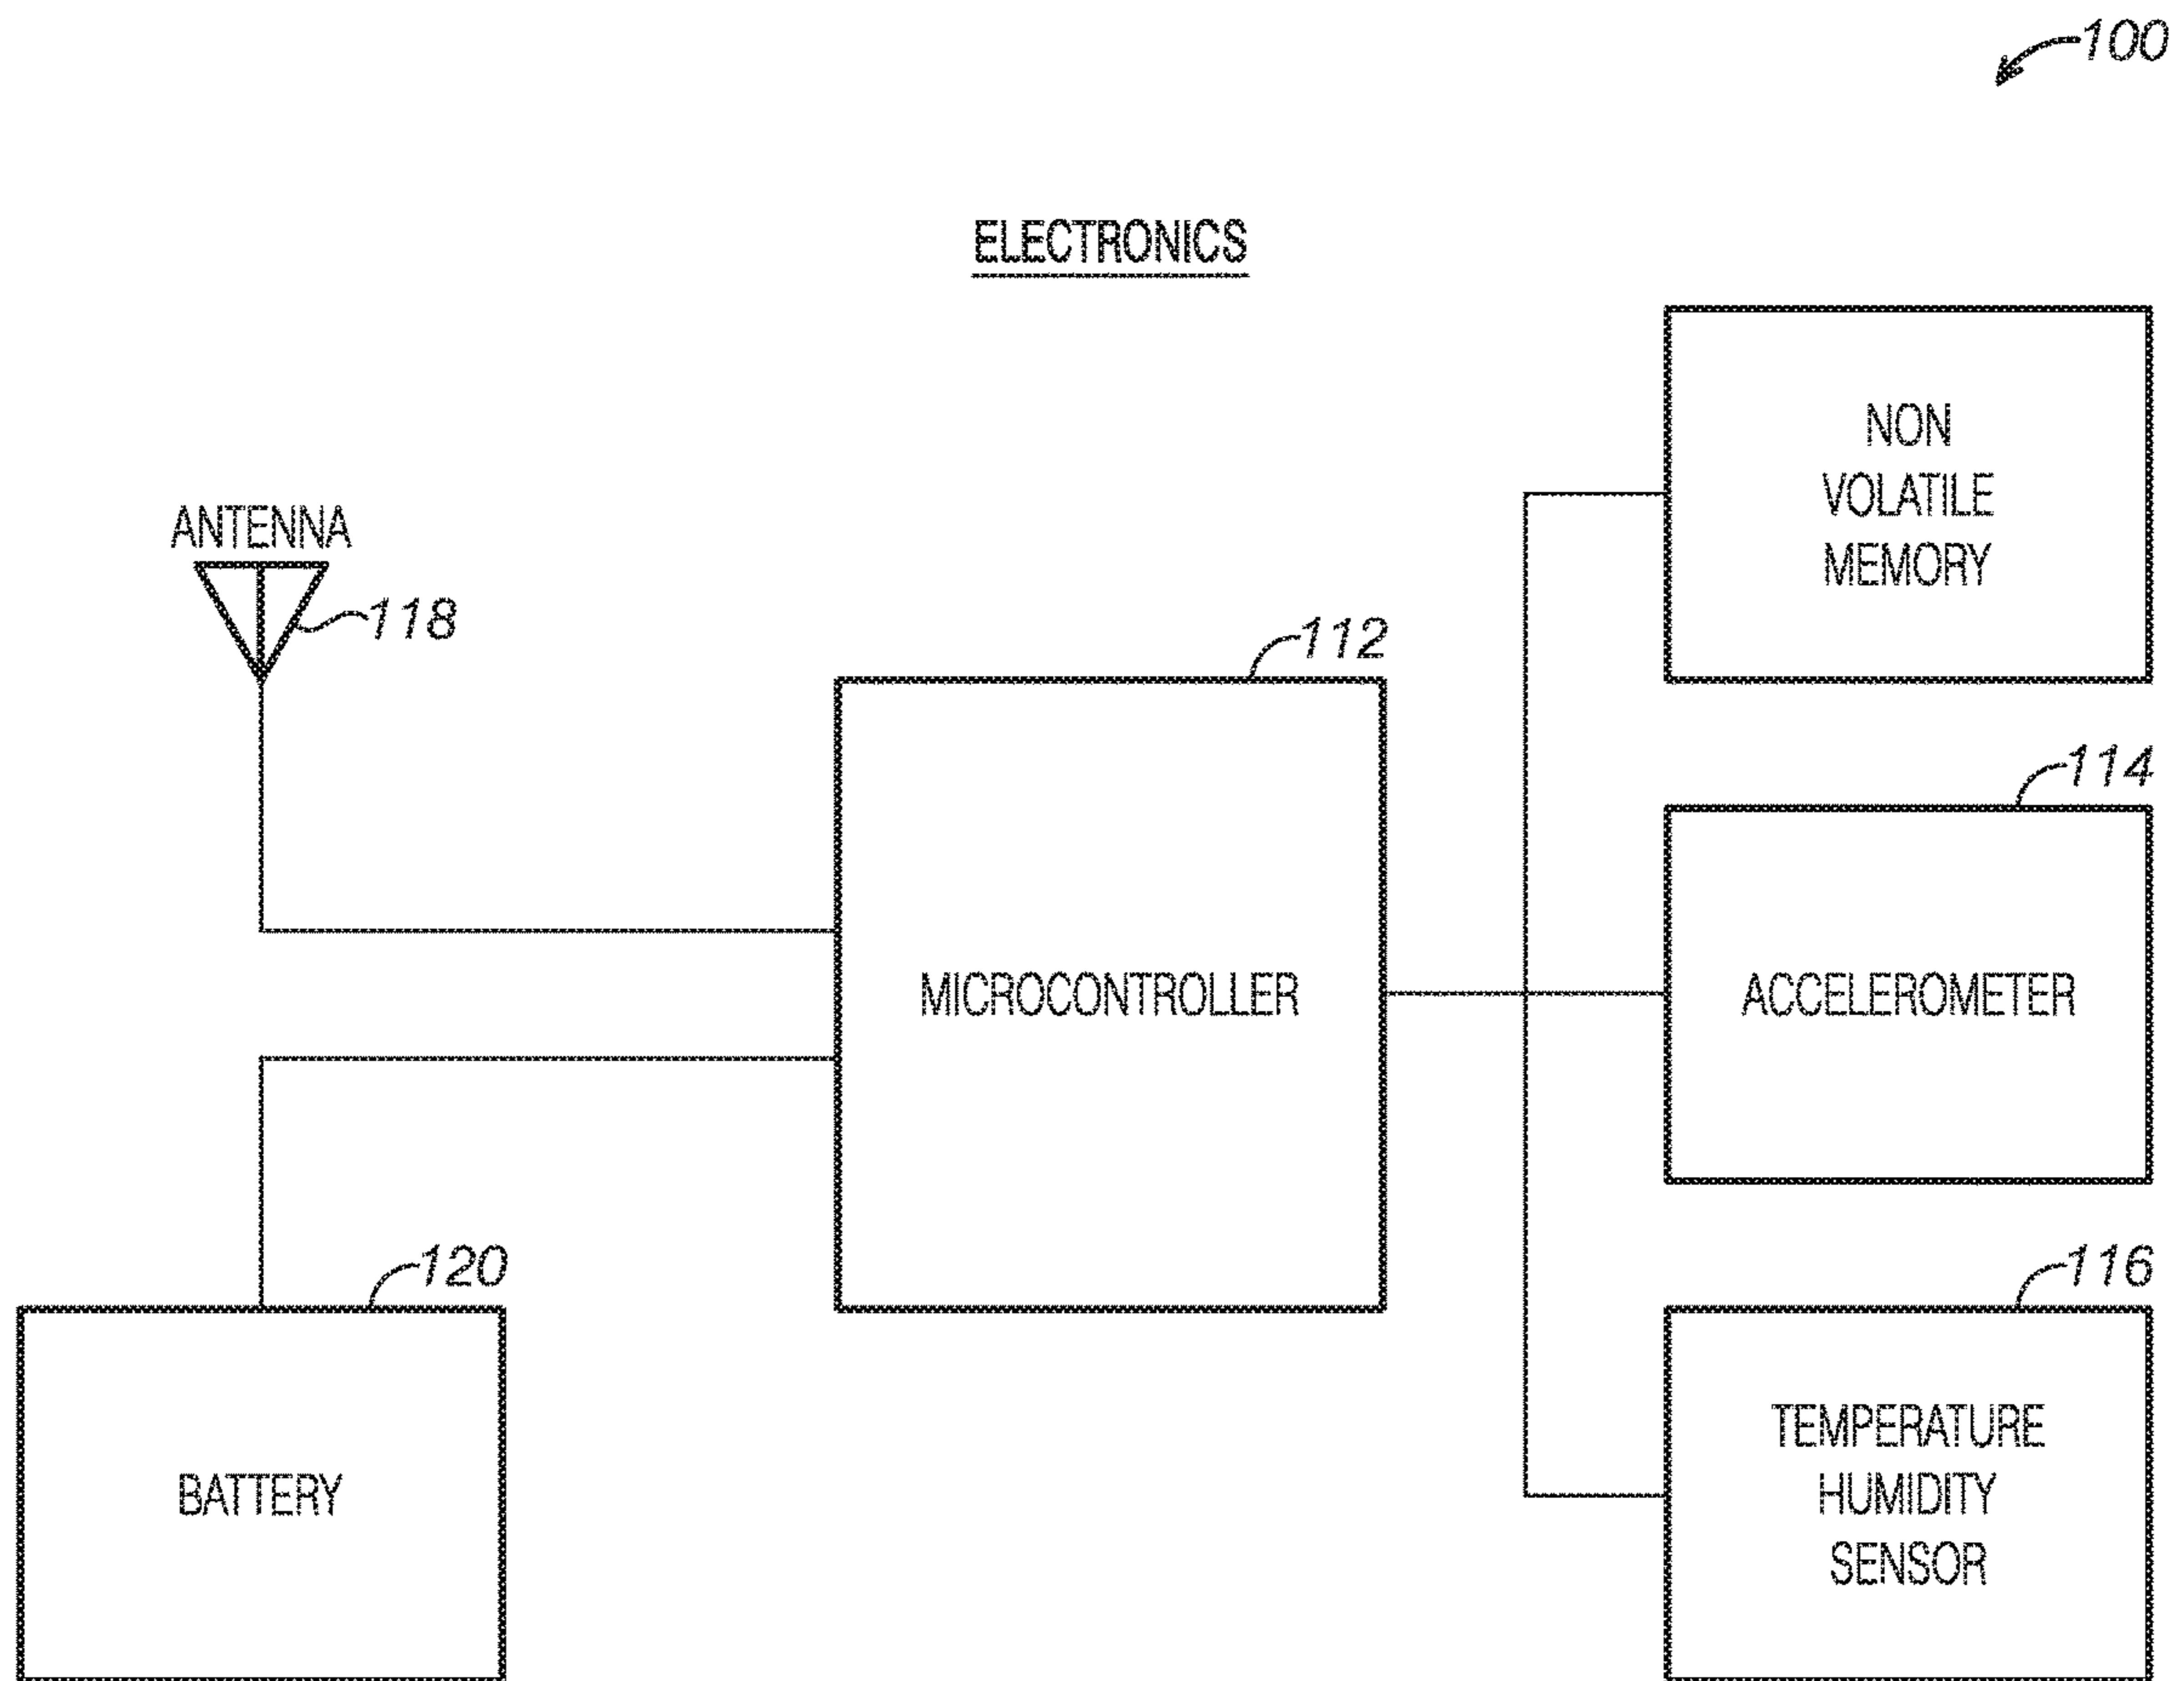 100
ELECTRONICS
NON
VOLATILE
MEMORY
ANTENNA
118
112
114
MICROCONTROLLER
ACCELEROMETER
120
116
TEMPERATURE
HUMIDITY
SENSOR
BATTERY